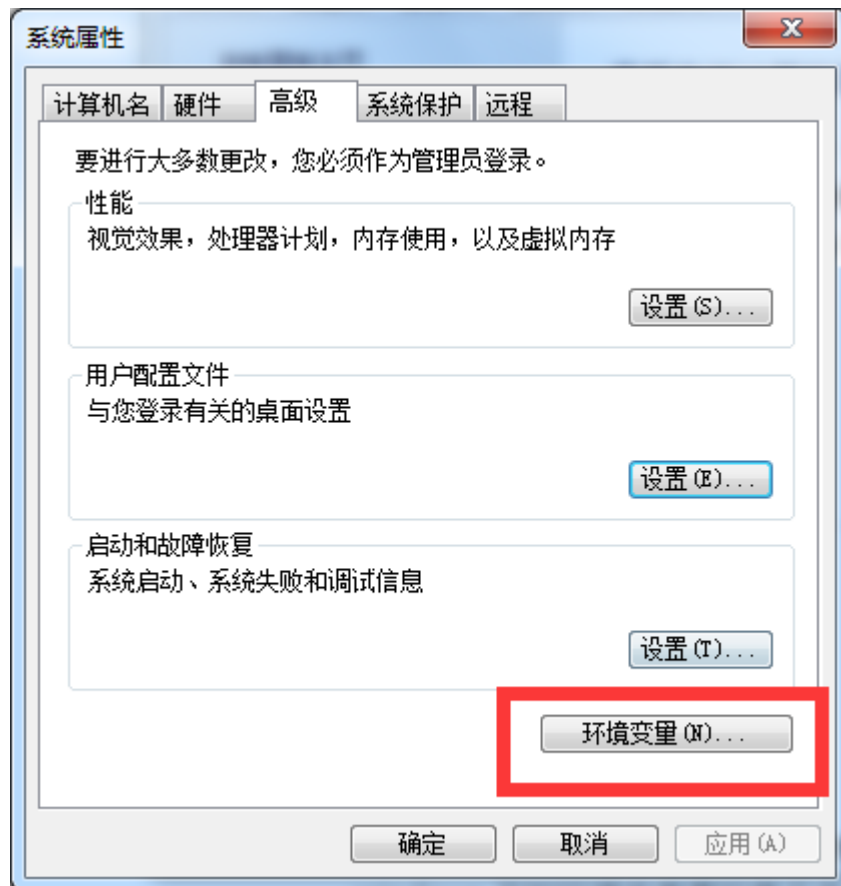 系统属性
计算机名 硬件 高级 系统保护 远程
要进行大多数更改，您必须作为管理员登录。
性能
视觉效果，处理器计划，内存使用，以及虚拟内存
设置(S)...
用户配置文件
与您登录有关的桌面设置
设置(E)...
启动和故障恢复
系统启动、系统失败和调试信息
设置(T)...
环境变量(N)...
确定 取消 应用(A)